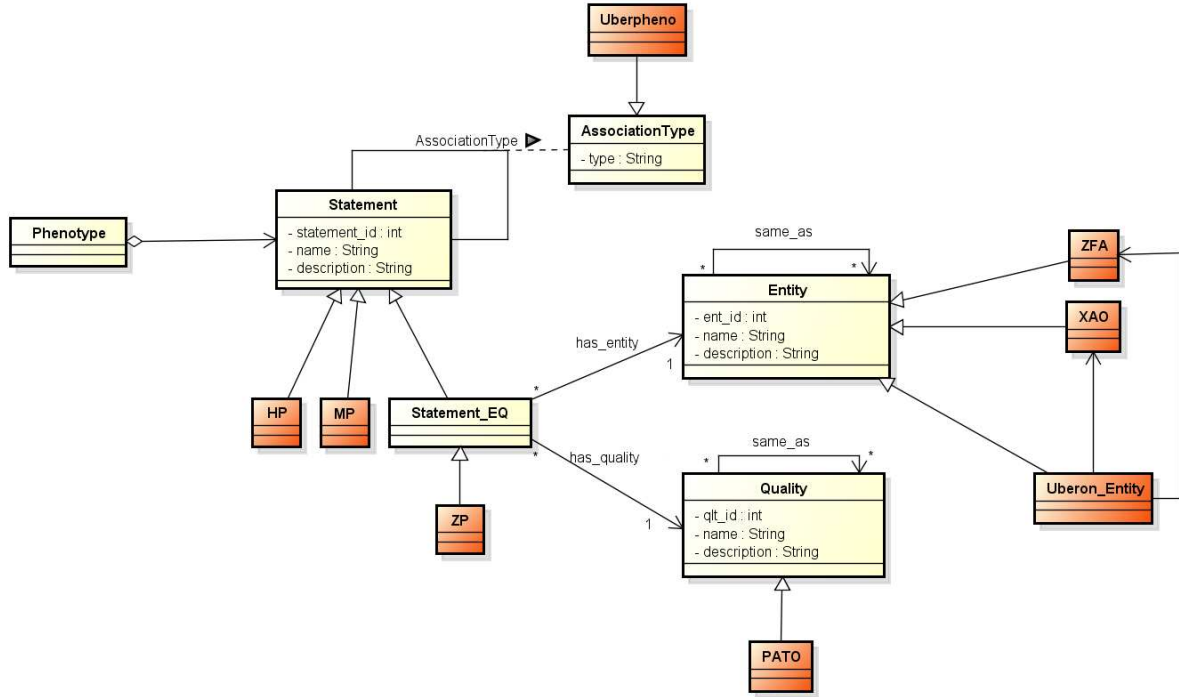 Uberpheno
AssociationType
AssociationType
- type : String
Statement
- statement_id : int
- name : String
- description : String
Phenotype
same_as
*
*
ZFA
Entity
- ent_id : int
- name : String
- description : String
XAO
has_entity
1
*
HP
MP
Statement_EQ
*
has_quality
same_as
*
*
Uberon_Entity
Quality
- qlt_id : int
- name : String
- description : String
ZP
1
PATO